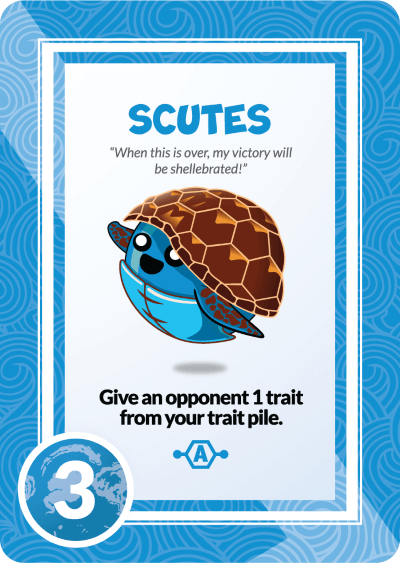 SCUTES
“When this is over, my victory will
be shellebrated!”
Give an opponent 1 trait
from your trait pile.
A
3